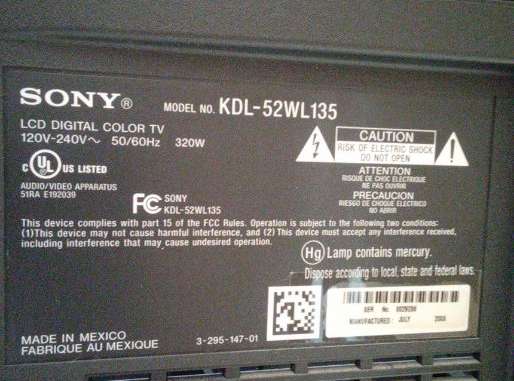 SONY® MODEL NO. KDL-52WL135
LCD DIGITAL COLOR TV
120V-240V~ 50/60Hz 320W
C UL US LISTED
AUDIO/VIDEO APPARATUS
51RA E192039
FC SONY
KDL-52WL135
CAUTION
RISK OF ELECTRIC SHOCK
DO NOT OPEN
ATTENTION
RISQUE DE CHOC ELECTRIQUE
NE PAS OUVRIR
PRECAUCION
RIESGO DE CHOQUE ELECTRICO
NO ABRIR
This device complies with part 15 of the FCC Rules. Operation is subject to the following two conditions:
(1)This device may not cause harmful interference, and (2) This device must accept any interference received,
including interference that may cause undesired operation.
Hg Lamp contains mercury.
Dispose according to local, state and federal laws.
SER. No.
MANUFACTURED: JULY
MADE IN MEXICO
FABRIQUE AU MEXIQUE
3-295-147-01